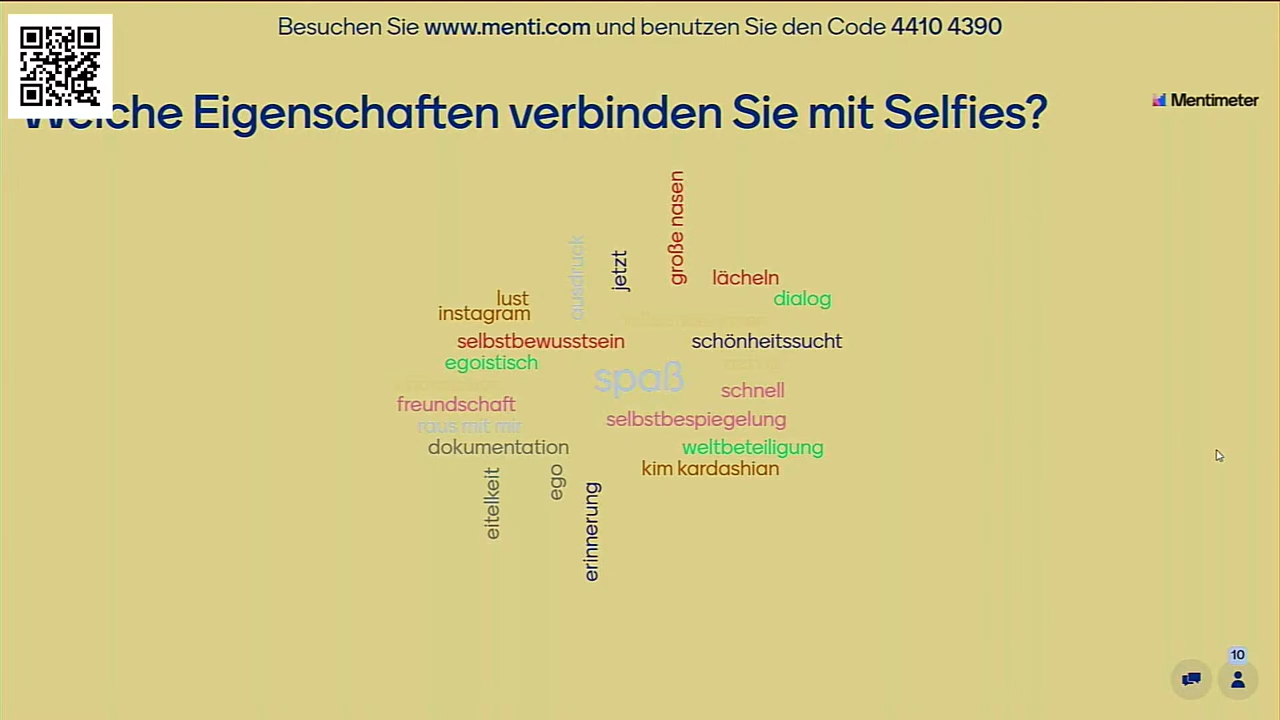 Besuchen Sie www.menti.com und benutzen Sie den Code 4410 4390
Welche Eigenschaften verbinden Sie mit Selfies?
Mentimeter
große nasen
ausdruck
jetzt
lächeln
lust
dialog
instagram
selbstbewusstsein
schönheitssucht
egoistisch
spaß
schnell
freundschaft
selbstbespiegelung
raus mit mir
dokumentation
weltbeteiligung
kim kardashian
eitelkeit
ego
erinnerung
10